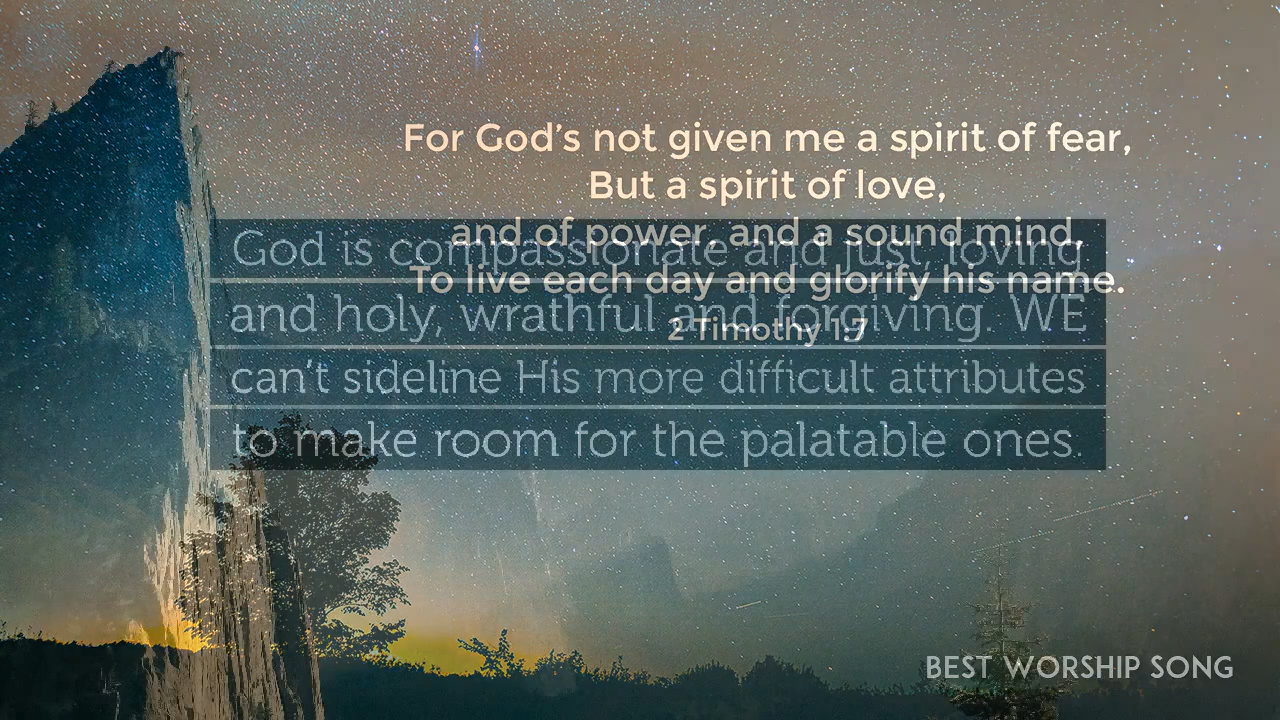 For God's not given me a spirit of fear,
But a spirit of love,
and of power, and a sound mind,
To live each day and glorify his name.
2 Timothy 1:7
God is compassionate and just, loving
and holy, wrathful and forgiving. WE
can't sideline His more difficult attributes
to make room for the palatable ones.
BEST WORSHIP SONG